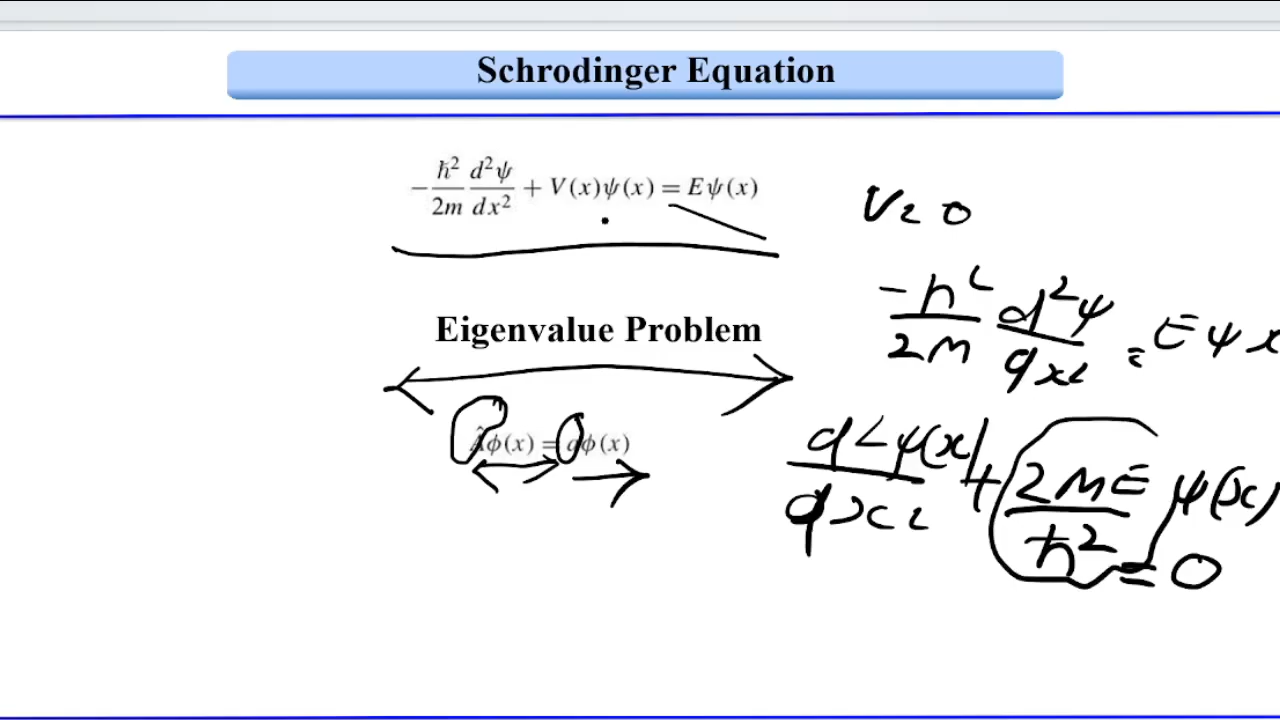 Schrodinger Equation
-ħ²/2m d²ψ/dx² + V(x)ψ(x) = Eψ(x)
V = 0
-ħ²/2m d²ψ/dx² = Eψx
Eigenvalue Problem
Âϕ(x) = aϕ(x)
d²ψ(x)/dx² + 2mE/ħ² ψ(x)
= 0